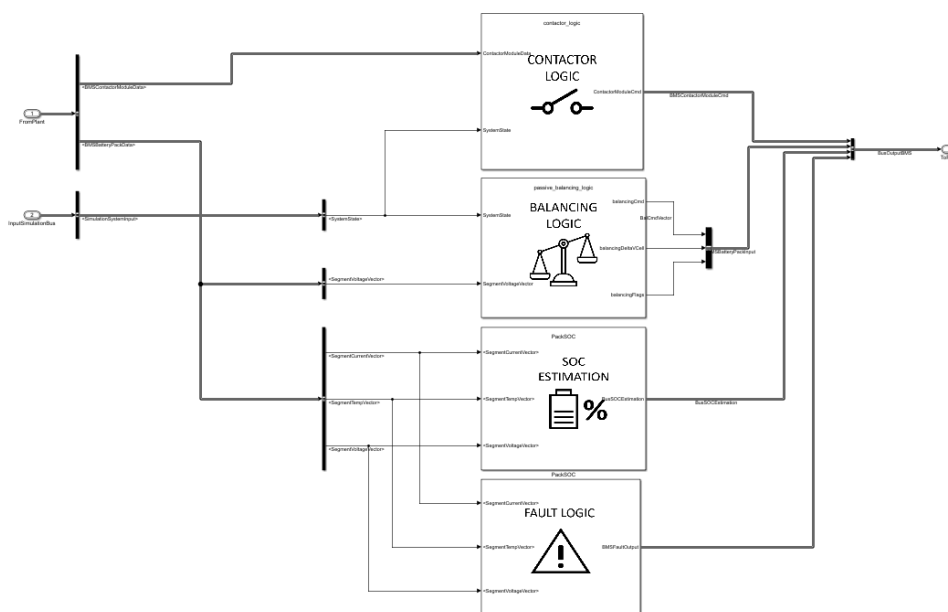 contactor_logic
ContactorModuleData
CONTACTOR
LOGIC
ContactorModuleCmd
SystemState
<BMSContactorModuleData>
1
FromPlant
<BMSBatteryPackData>
BMSContactorModuleCmd
BusOutputBMS
2
InputSimulationBus
<SimulationSystemInput>
<SystemState>
passive_balancing_logic
SystemState
BALANCING
LOGIC
balancingCmd
BalCmdVector
balancingDeltaVCell
SegmentVoltageVector
balancingFlags
<SegmentVoltageVector>
PackSOC
<SegmentCurrentVector>
<SegmentTempVector>
<SegmentVoltageVector>
<SegmentCurrentVector>
<SegmentTempVector>
<SegmentVoltageVector>
SOC
ESTIMATION
%
BusSOCEstimation
BusSOCEstimation
PackSOC
<SegmentCurrentVector>
FAULT LOGIC
<SegmentTempVector>
!
BMSFaultOutput
<SegmentVoltageVector>